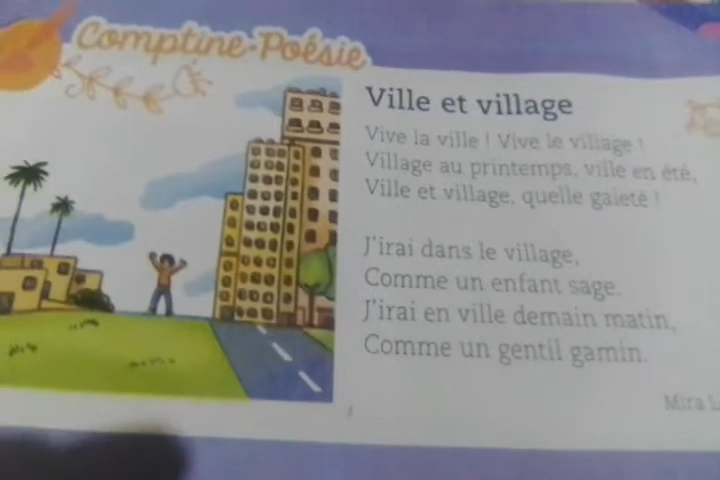 Comptine-Poésie
Ville et village
Vive la ville ! Vive le village !
Village au printemps, ville en été,
Ville et village, quelle gaieté !
J'irai dans le village,
Comme un enfant sage.
J'irai en ville demain matin,
Comme un gentil gamin.
Mira